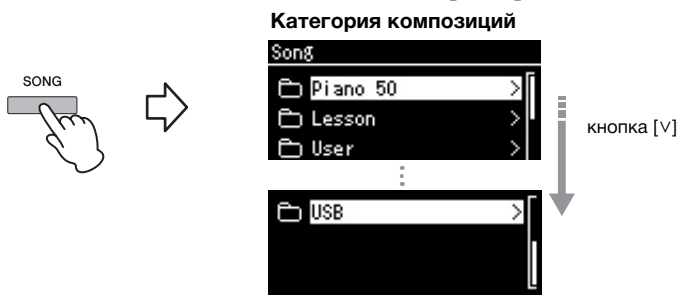 Категория композиций
Song
SONG
Piano 50 >
Lesson >
User >
кнопка [∨]
USB >